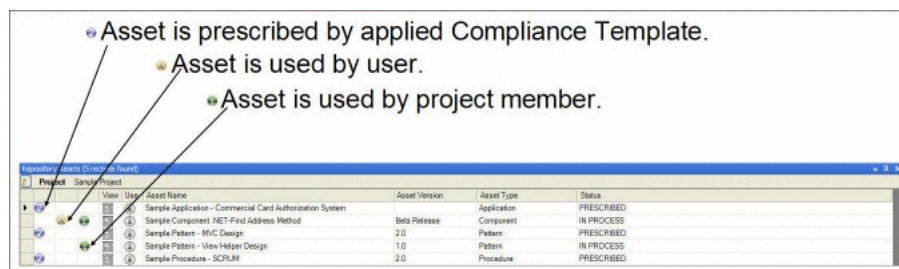 Asset is prescribed by applied Compliance Template.
Asset is used by user.
Asset is used by project member.
Repository Assets (5 records found)
Project Sample Project
View Use Asset Name Asset Version Asset Type Status
Sample Application - Commercial Card Authorization System Application PRESCRIBED
Sample Component .NET-Find Address Method Beta Release Component IN PROCESS
Sample Pattern - MVC Design 2.0 Pattern PRESCRIBED
Sample Pattern - View Helper Design 1.0 Pattern IN PROCESS
Sample Procedure - SCRUM 2.0 Procedure PRESCRIBED